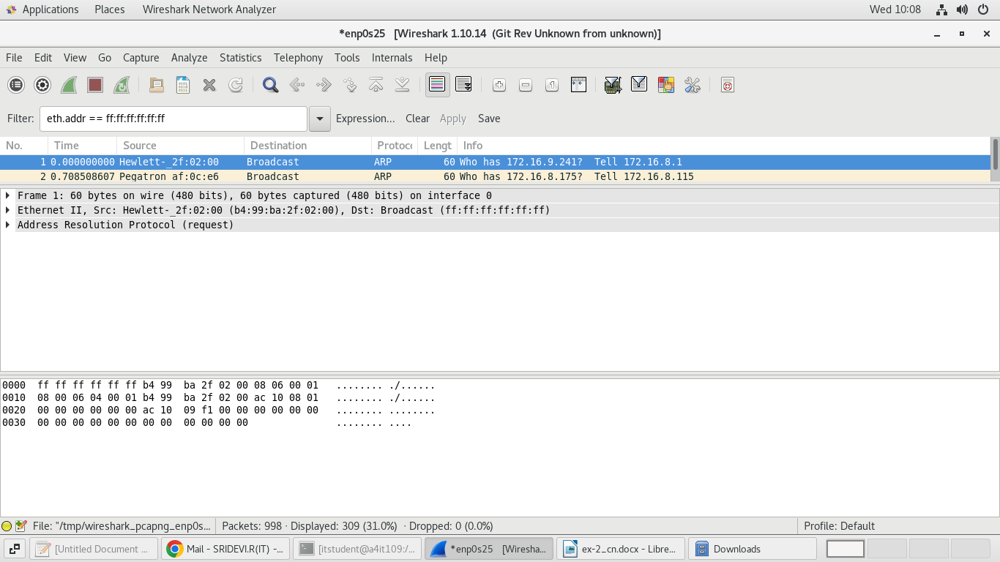 Applications Places Wireshark Network Analyzer Wed 10:08
*enp0s25 [Wireshark 1.10.14 (Git Rev Unknown from unknown)]
File Edit View Go Capture Analyze Statistics Telephony Tools Internals Help
Filter: eth.addr == ff:ff:ff:ff:ff:ff Expression... Clear Apply Save
No. Time Source Destination Protoc Lengt Info
1 0.000000000 Hewlett-_2f:02:00 Broadcast ARP 60 Who has 172.16.9.241? Tell 172.16.8.1
2 0.708508607 Pegatron_af:0c:e6 Broadcast ARP 60 Who has 172.16.8.175? Tell 172.16.8.115
Frame 1: 60 bytes on wire (480 bits), 60 bytes captured (480 bits) on interface 0
Ethernet II, Src: Hewlett-_2f:02:00 (b4:99:ba:2f:02:00), Dst: Broadcast (ff:ff:ff:ff:ff:ff)
Address Resolution Protocol (request)
0000 ff ff ff ff ff ff b4 99 ba 2f 02 00 08 06 00 01 ........ ./......
0010 08 00 06 04 00 01 b4 99 ba 2f 02 00 ac 10 08 01 ........ ./......
0020 00 00 00 00 00 00 ac 10 09 f1 00 00 00 00 00 00 ........ ........
0030 00 00 00 00 00 00 00 00 00 00 00 00 ........ ....
File: "/tmp/wireshark_pcapng_enp0s... Packets: 998 · Displayed: 309 (31.0%) · Dropped: 0 (0.0%) Profile: Default
[Untitled Document ... Mail - SRIDEVI.R(IT) -... [itstudent@a4it109:/... *enp0s25 [Wiresha... ex-2_cn.docx - Libre... Downloads